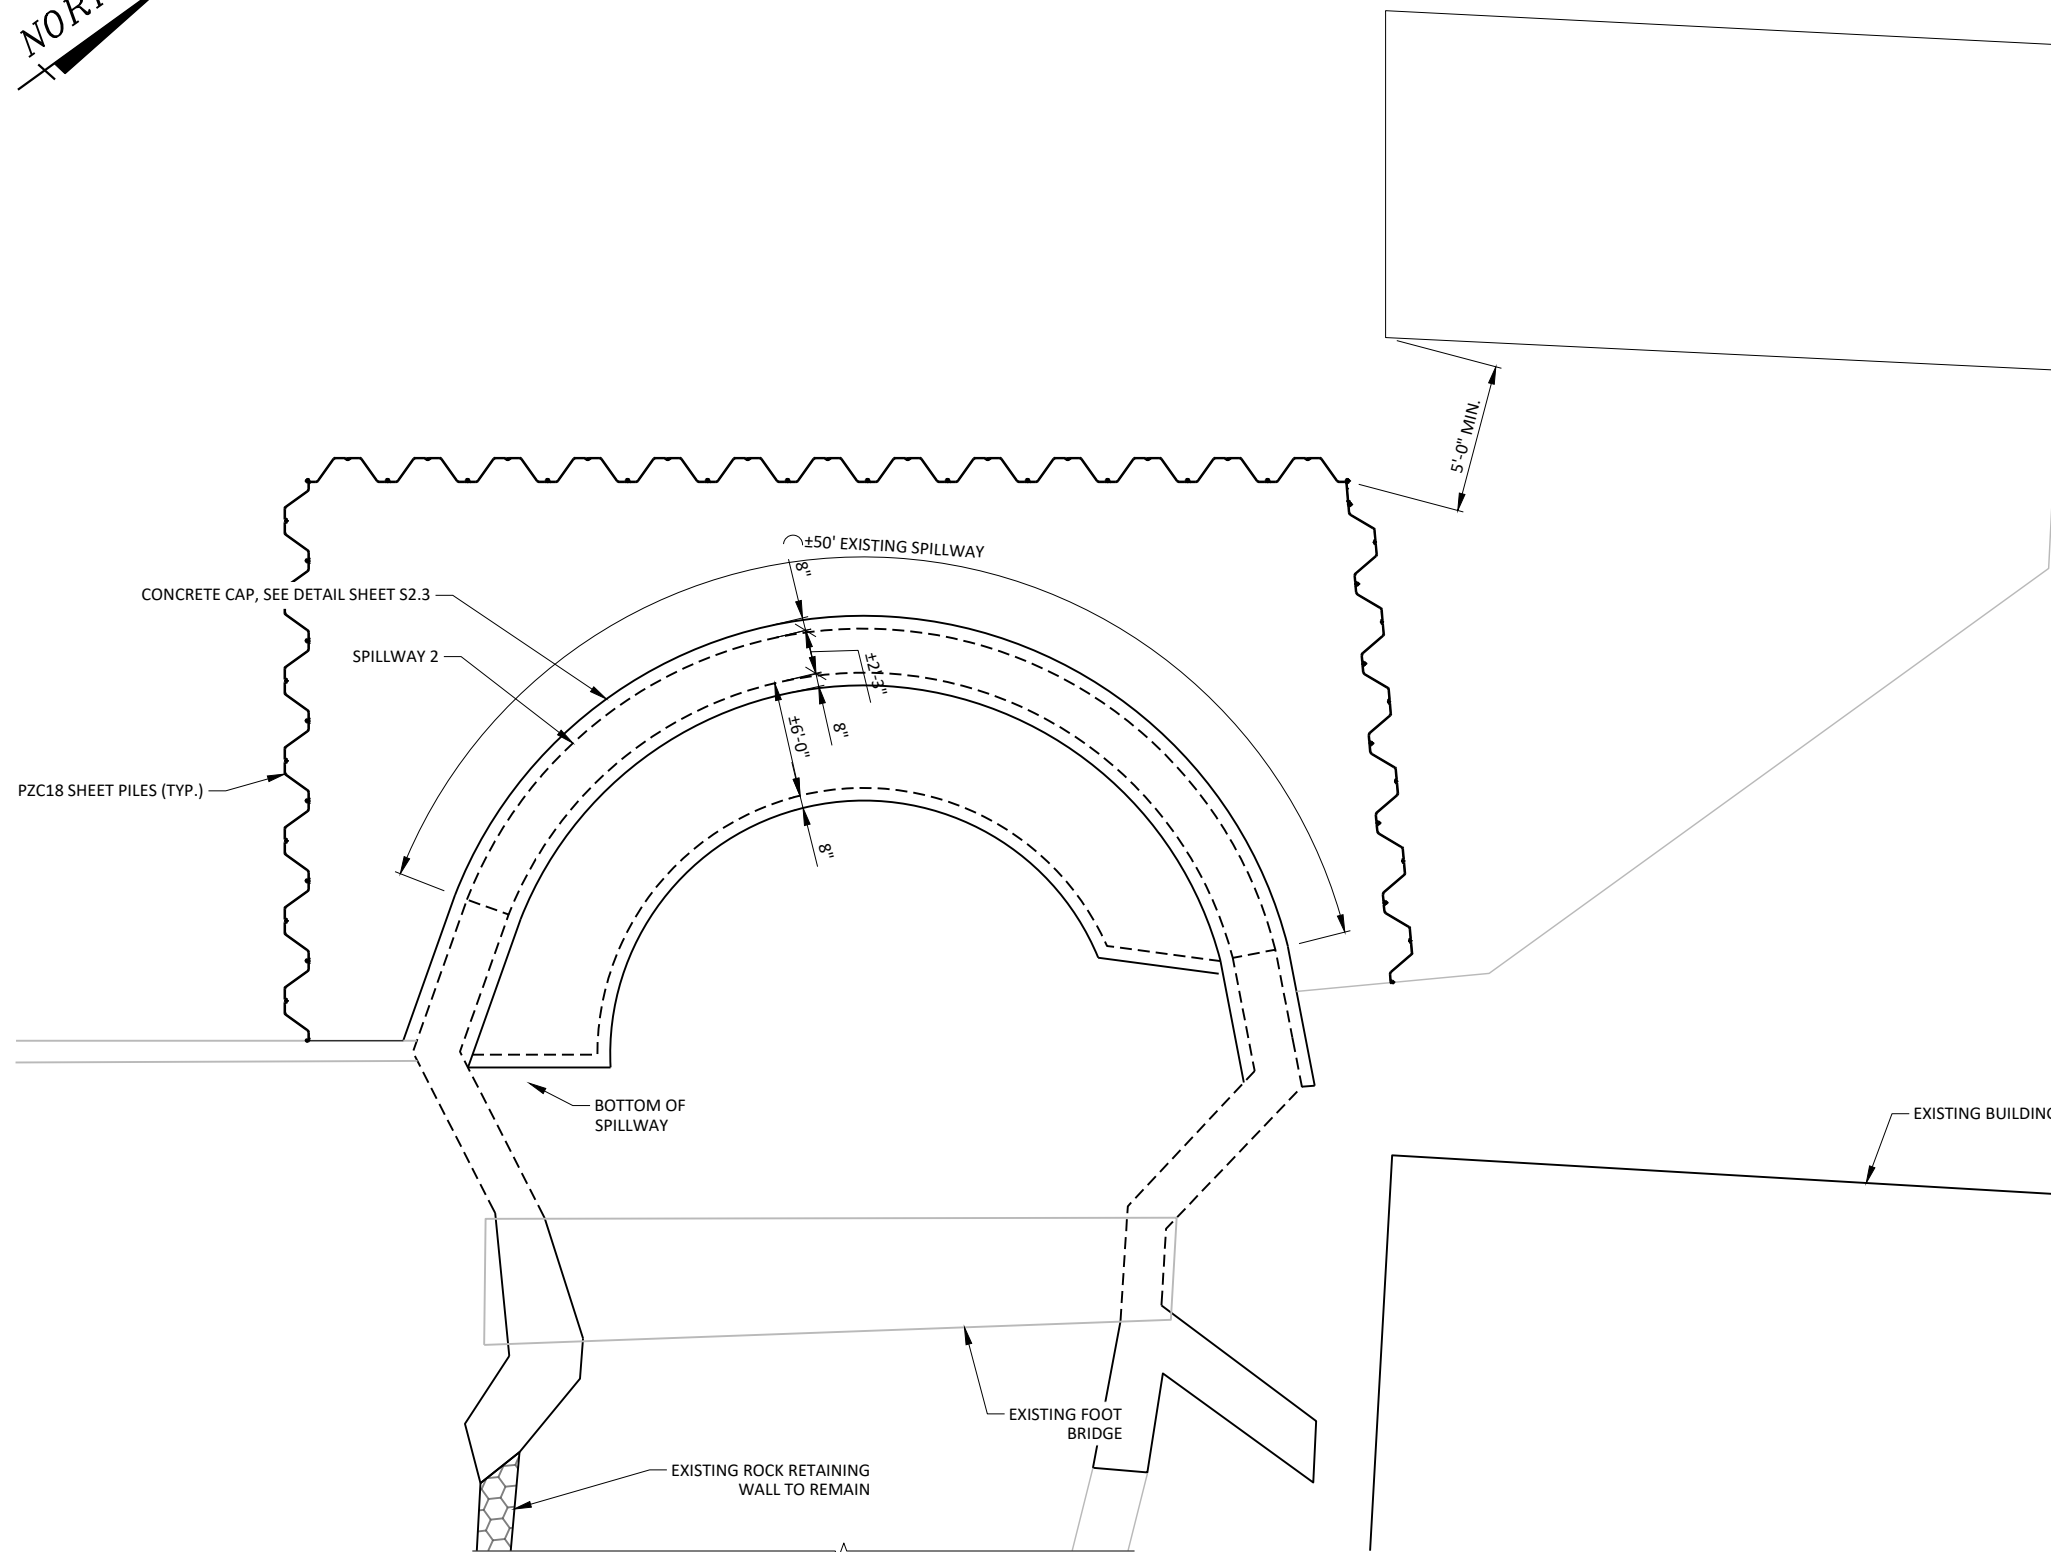 5'-0" MIN.
±50' EXISTING SPILLWAY
8"
CONCRETE CAP, SEE DETAIL SHEET S2.3
SPILLWAY 2
±2'-3"
±6'-0"
8"
PZC18 SHEET PILES (TYP.)
8"
BOTTOM OF
SPILLWAY
EXISTING BUILDING
EXISTING FOOT
BRIDGE
EXISTING ROCK RETAINING
WALL TO REMAIN